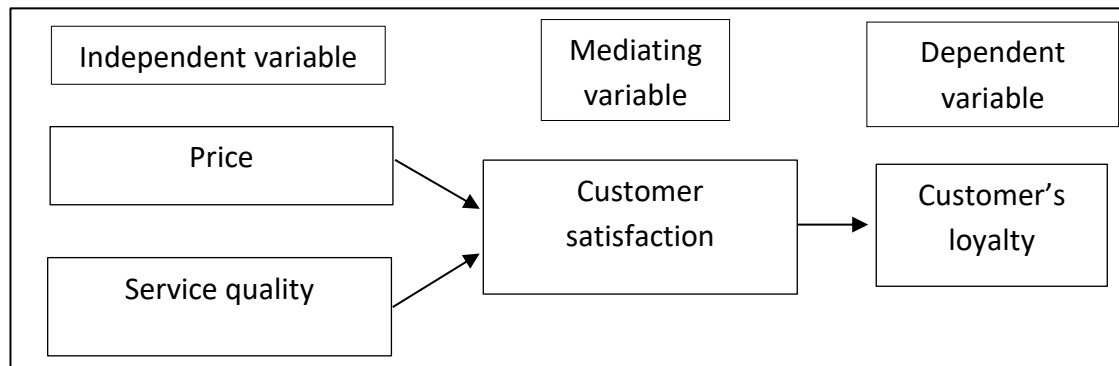 Independent variable
Mediating
variable
Dependent
variable
Price
Customer
satisfaction
Customer’s
loyalty
Service quality